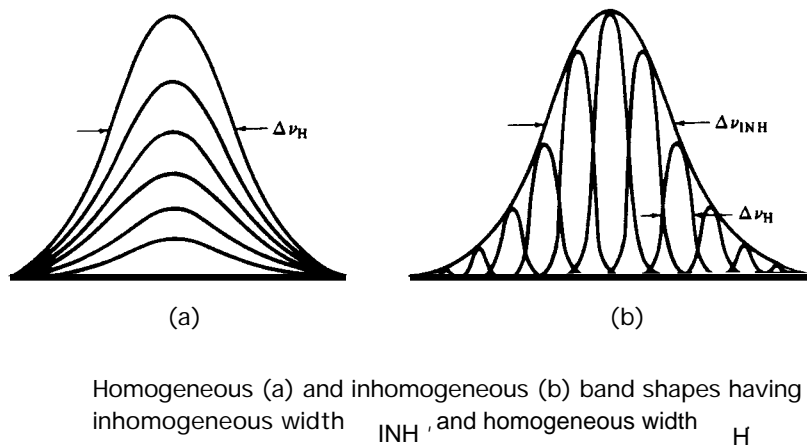 Δν_H
Δν_INH
Δν_H
(a)
(b)
Homogeneous (a) and inhomogeneous (b) band shapes having
inhomogeneous width INH , and homogeneous width H